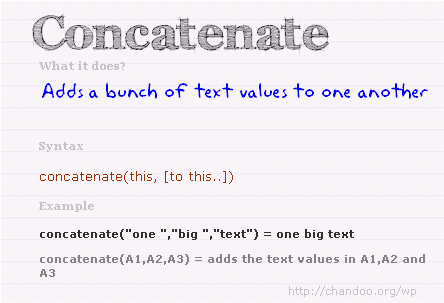 Concatenate
What it does?
Adds a bunch of text values to one another
Syntax
concatenate(this, [to this..])
Example
concatenate("one ","big ","text") = one big text
concatenate(A1,A2,A3) = adds the text values in A1,A2 and
A3
http://chandoo.org/wp